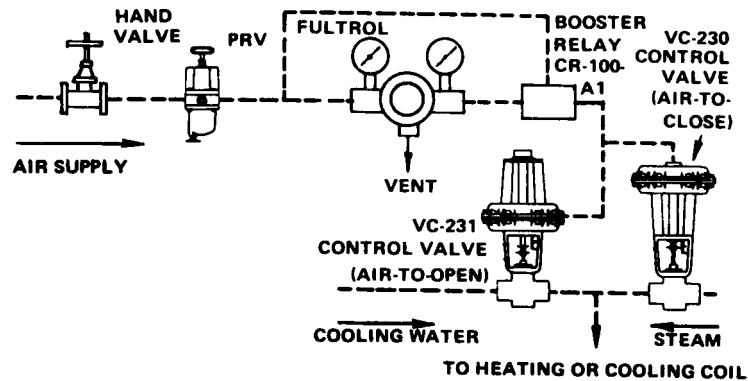 HAND
VALVE
PRV
FULTROL
BOOSTER
RELAY
CR-100-
A1
VC-230
CONTROL
VALVE
(AIR-TO-
CLOSE)
AIR SUPPLY
VENT
VC-231
CONTROL VALVE
(AIR-TO-OPEN)
COOLING WATER
STEAM
TO HEATING OR COOLING COIL